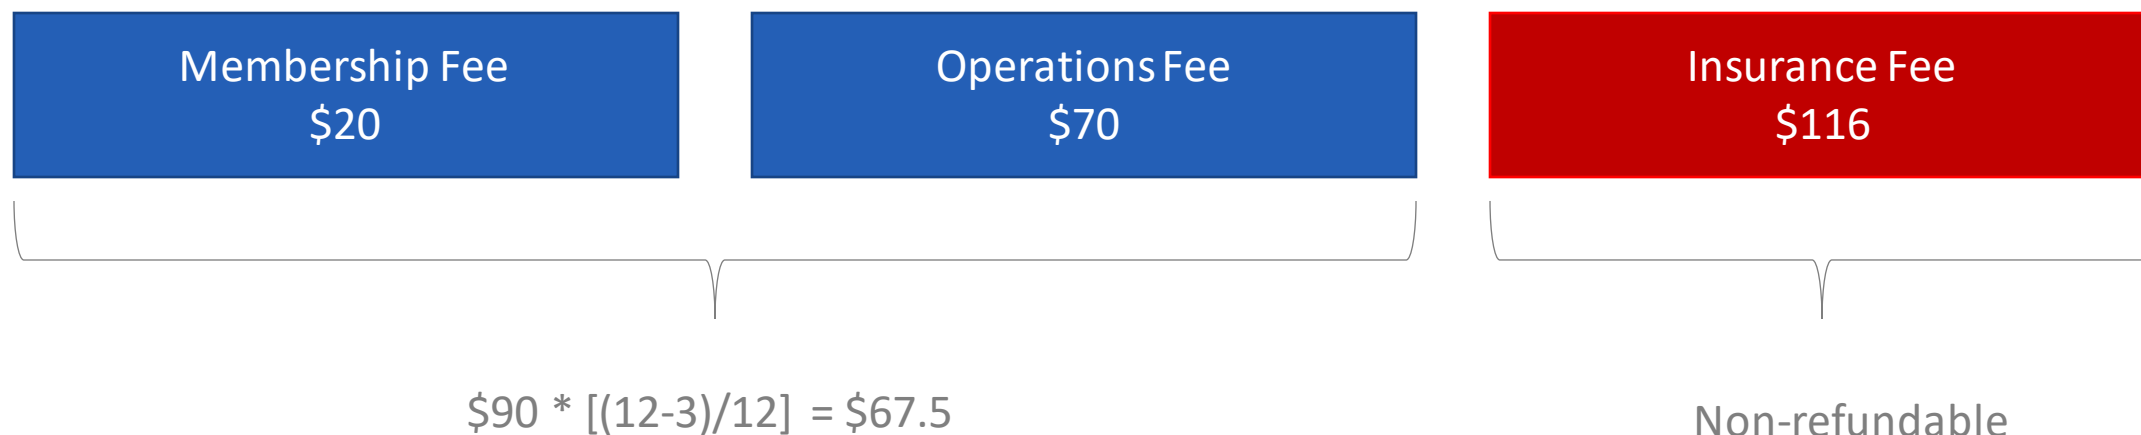 Membership Fee
$20
Operations Fee
$70
Insurance Fee
$116
$90 * [(12-3)/12] = $67.5
Non-refundable